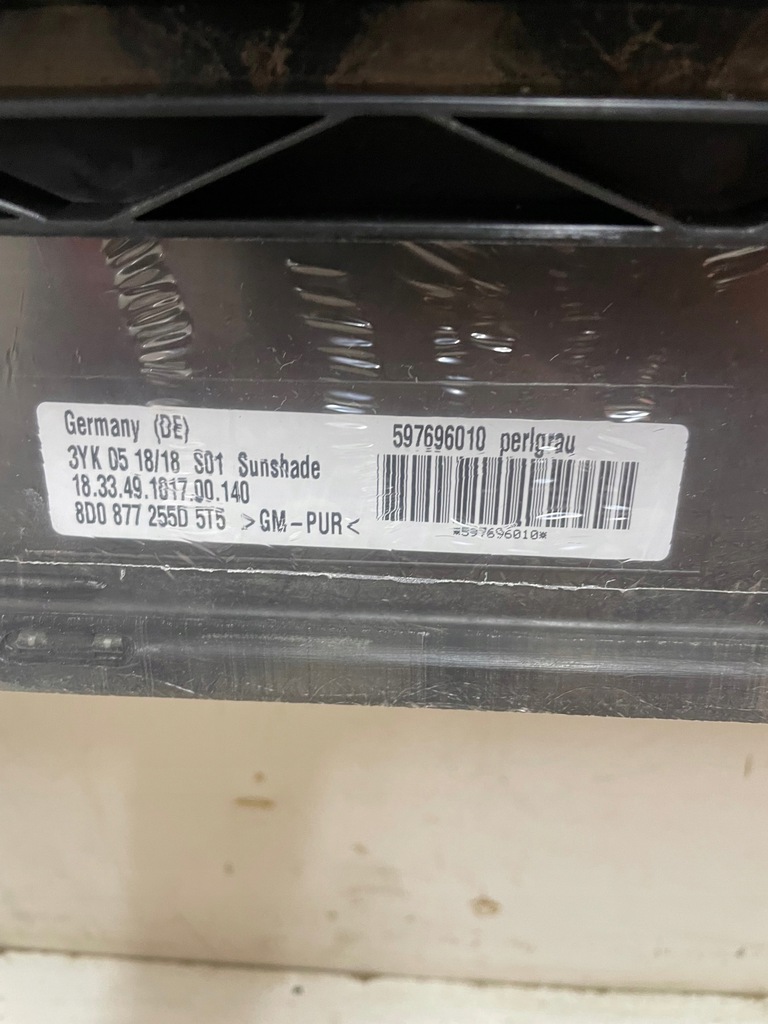 Germany (DE)
3YK 05 18/18 S01 Sunshade
18.33.49.1017.00.140
8D0 877 255D 5T5 >GM-PUR<
597696010 perlgrau
*597696010*